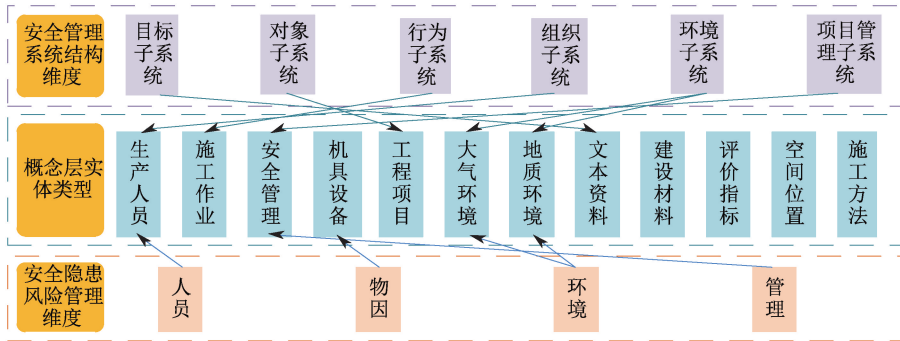 安全管理
系统结构
维度
目标
子系
统
对象
子系
统
行为
子系
统
组织
子系
统
环境
子系
统
项目管
理子系
统
概念层实
体类型
生产人员
施工作业
安全管理
机具设备
工程项目
大气环境
地质环境
文本资料
建设材料
评价指标
空间位置
施工方法
安全隐患
风险管理
维度
人员
物因
环境
管理